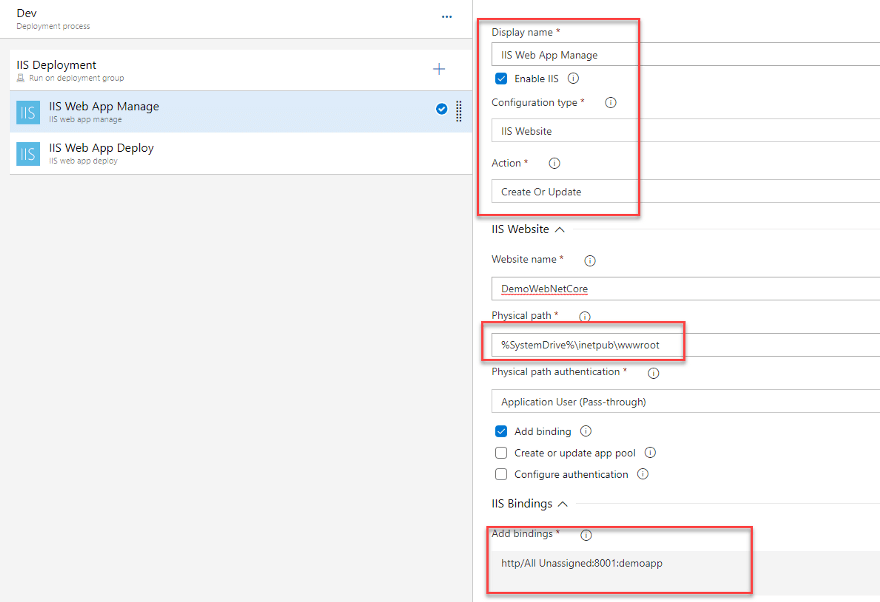 Dev
Deployment process
...
IIS Deployment
Run on deployment group
IIS
IIS Web App Manage
IIS web app manage
IIS
IIS Web App Deploy
IIS web app deploy
Display name *
IIS Web App Manage
Enable IIS
Configuration type *
IIS Website
Action *
Create Or Update
IIS Website
Website name *
DemoWebNetCore
Physical path *
%SystemDrive%\inetpub\wwwroot
Physical path authentication *
Application User (Pass-through)
Add binding
Create or update app pool
Configure authentication
IIS Bindings
Add bindings *
http/All Unassigned:8001:demoapp